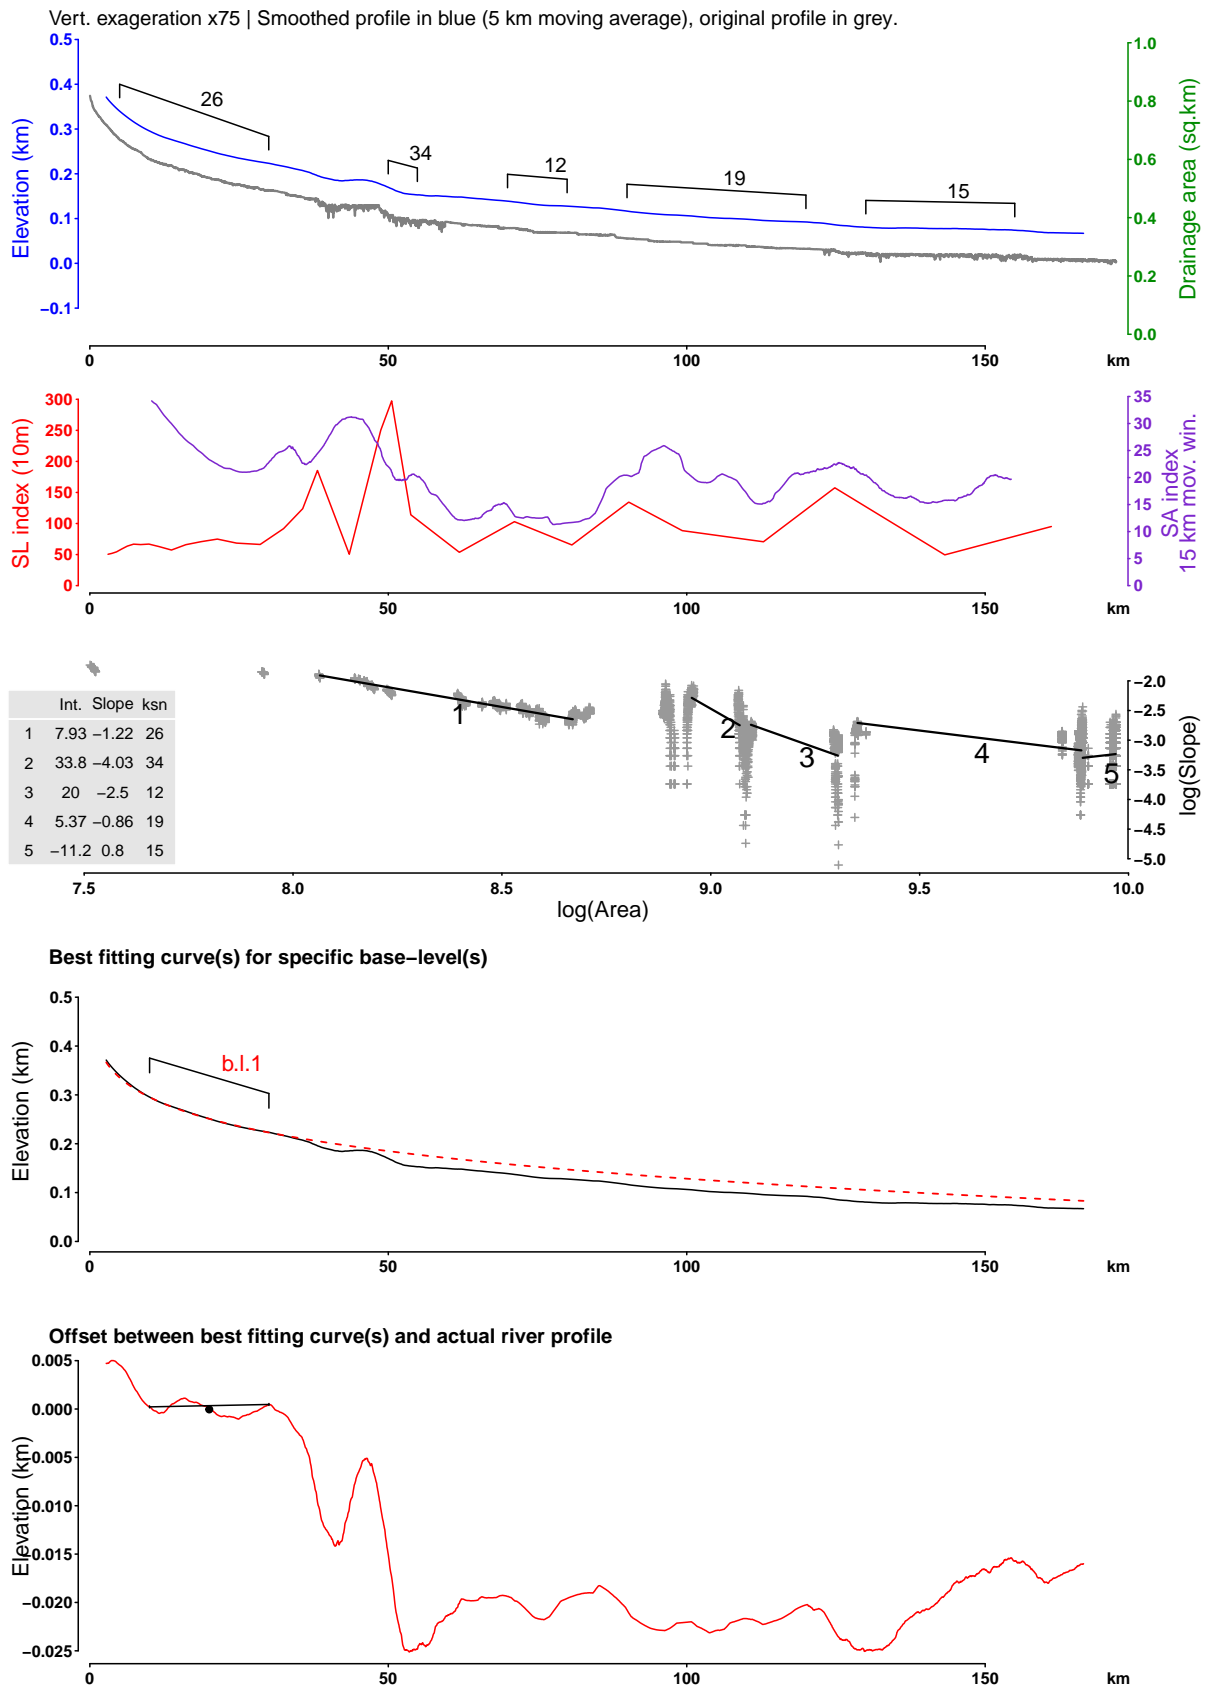 Vert. exageration x75 | Smoothed profile in blue (5 km moving average), original profile in grey.
Elevation (km)
0.5
0.4
0.3
0.2
0.1
0.0
−0.1
26
34
12
19
15
1.0
0.8
0.6
0.4
0.2
0.0
Drainage area (sq.km)
0 50 100 150 km
SL index (10m)
300
250
200
150
100
50
0
35
30
25
20
15
10
5
0
SA index
15 km mov. win.
0 50 100 150 km
Int. Slope ksn
1 7.93 −1.22 26
2 33.8 −4.03 34
3 20 −2.5 12
4 5.37 −0.86 19
5 −11.2 0.8 15
1
2
3
4
5
−2.0
−2.5
−3.0
−3.5
−4.0
−4.5
−5.0
log(Slope)
7.5 8.0 8.5 9.0 9.5 10.0
log(Area)
Best fitting curve(s) for specific base−level(s)
Elevation (km)
0.5
0.4
0.3
0.2
0.1
0.0
b.l.1
0 50 100 150 km
Offset between best fitting curve(s) and actual river profile
Elevation (km)
0.005
0.000
−0.005
−0.010
−0.015
−0.020
−0.025
0 50 100 150 km